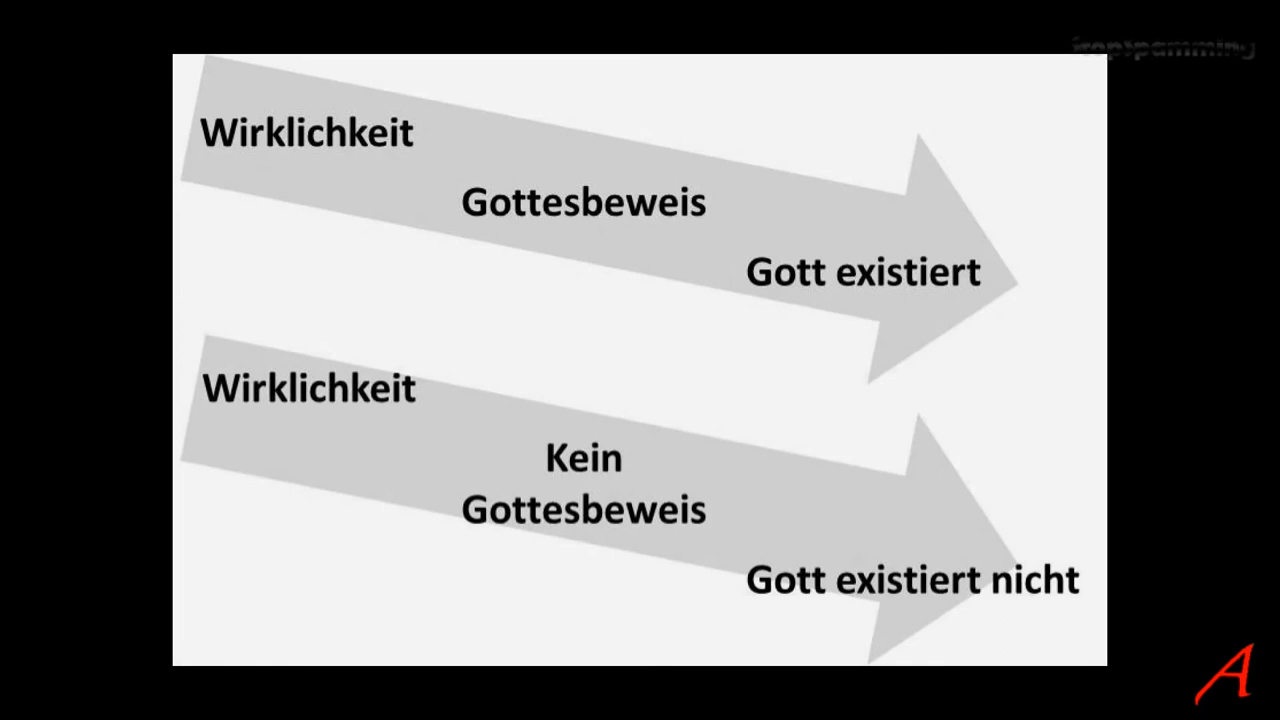 Wirklichkeit
Gottesbeweis
Gott existiert
Wirklichkeit
Kein
Gottesbeweis
Gott existiert nicht
A